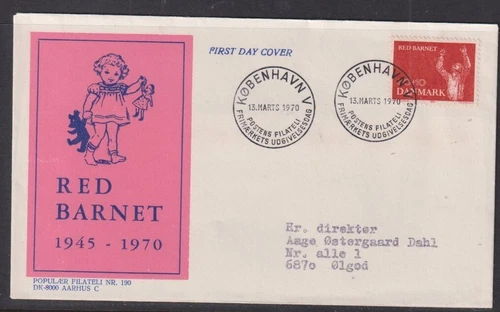 FIRST DAY COVER
RED BARNET
DANMARK
KØBENHAVN V
13.MARTS 1970
POSTENS FILATELI
FRIMÆRKETS UDGIVELSESDAG
KØBENHAVN V
13.MARTS 1970
POSTENS FILATELI
FRIMÆRKETS UDGIVELSESDAG
RED
BARNET
1945 - 1970
Hr. direktør
Aage Østergaard Dahl
Nr. alle 1
6870 Ølgod
POPULÆR FILATELI NR. 190
DK-8000 AARHUS C